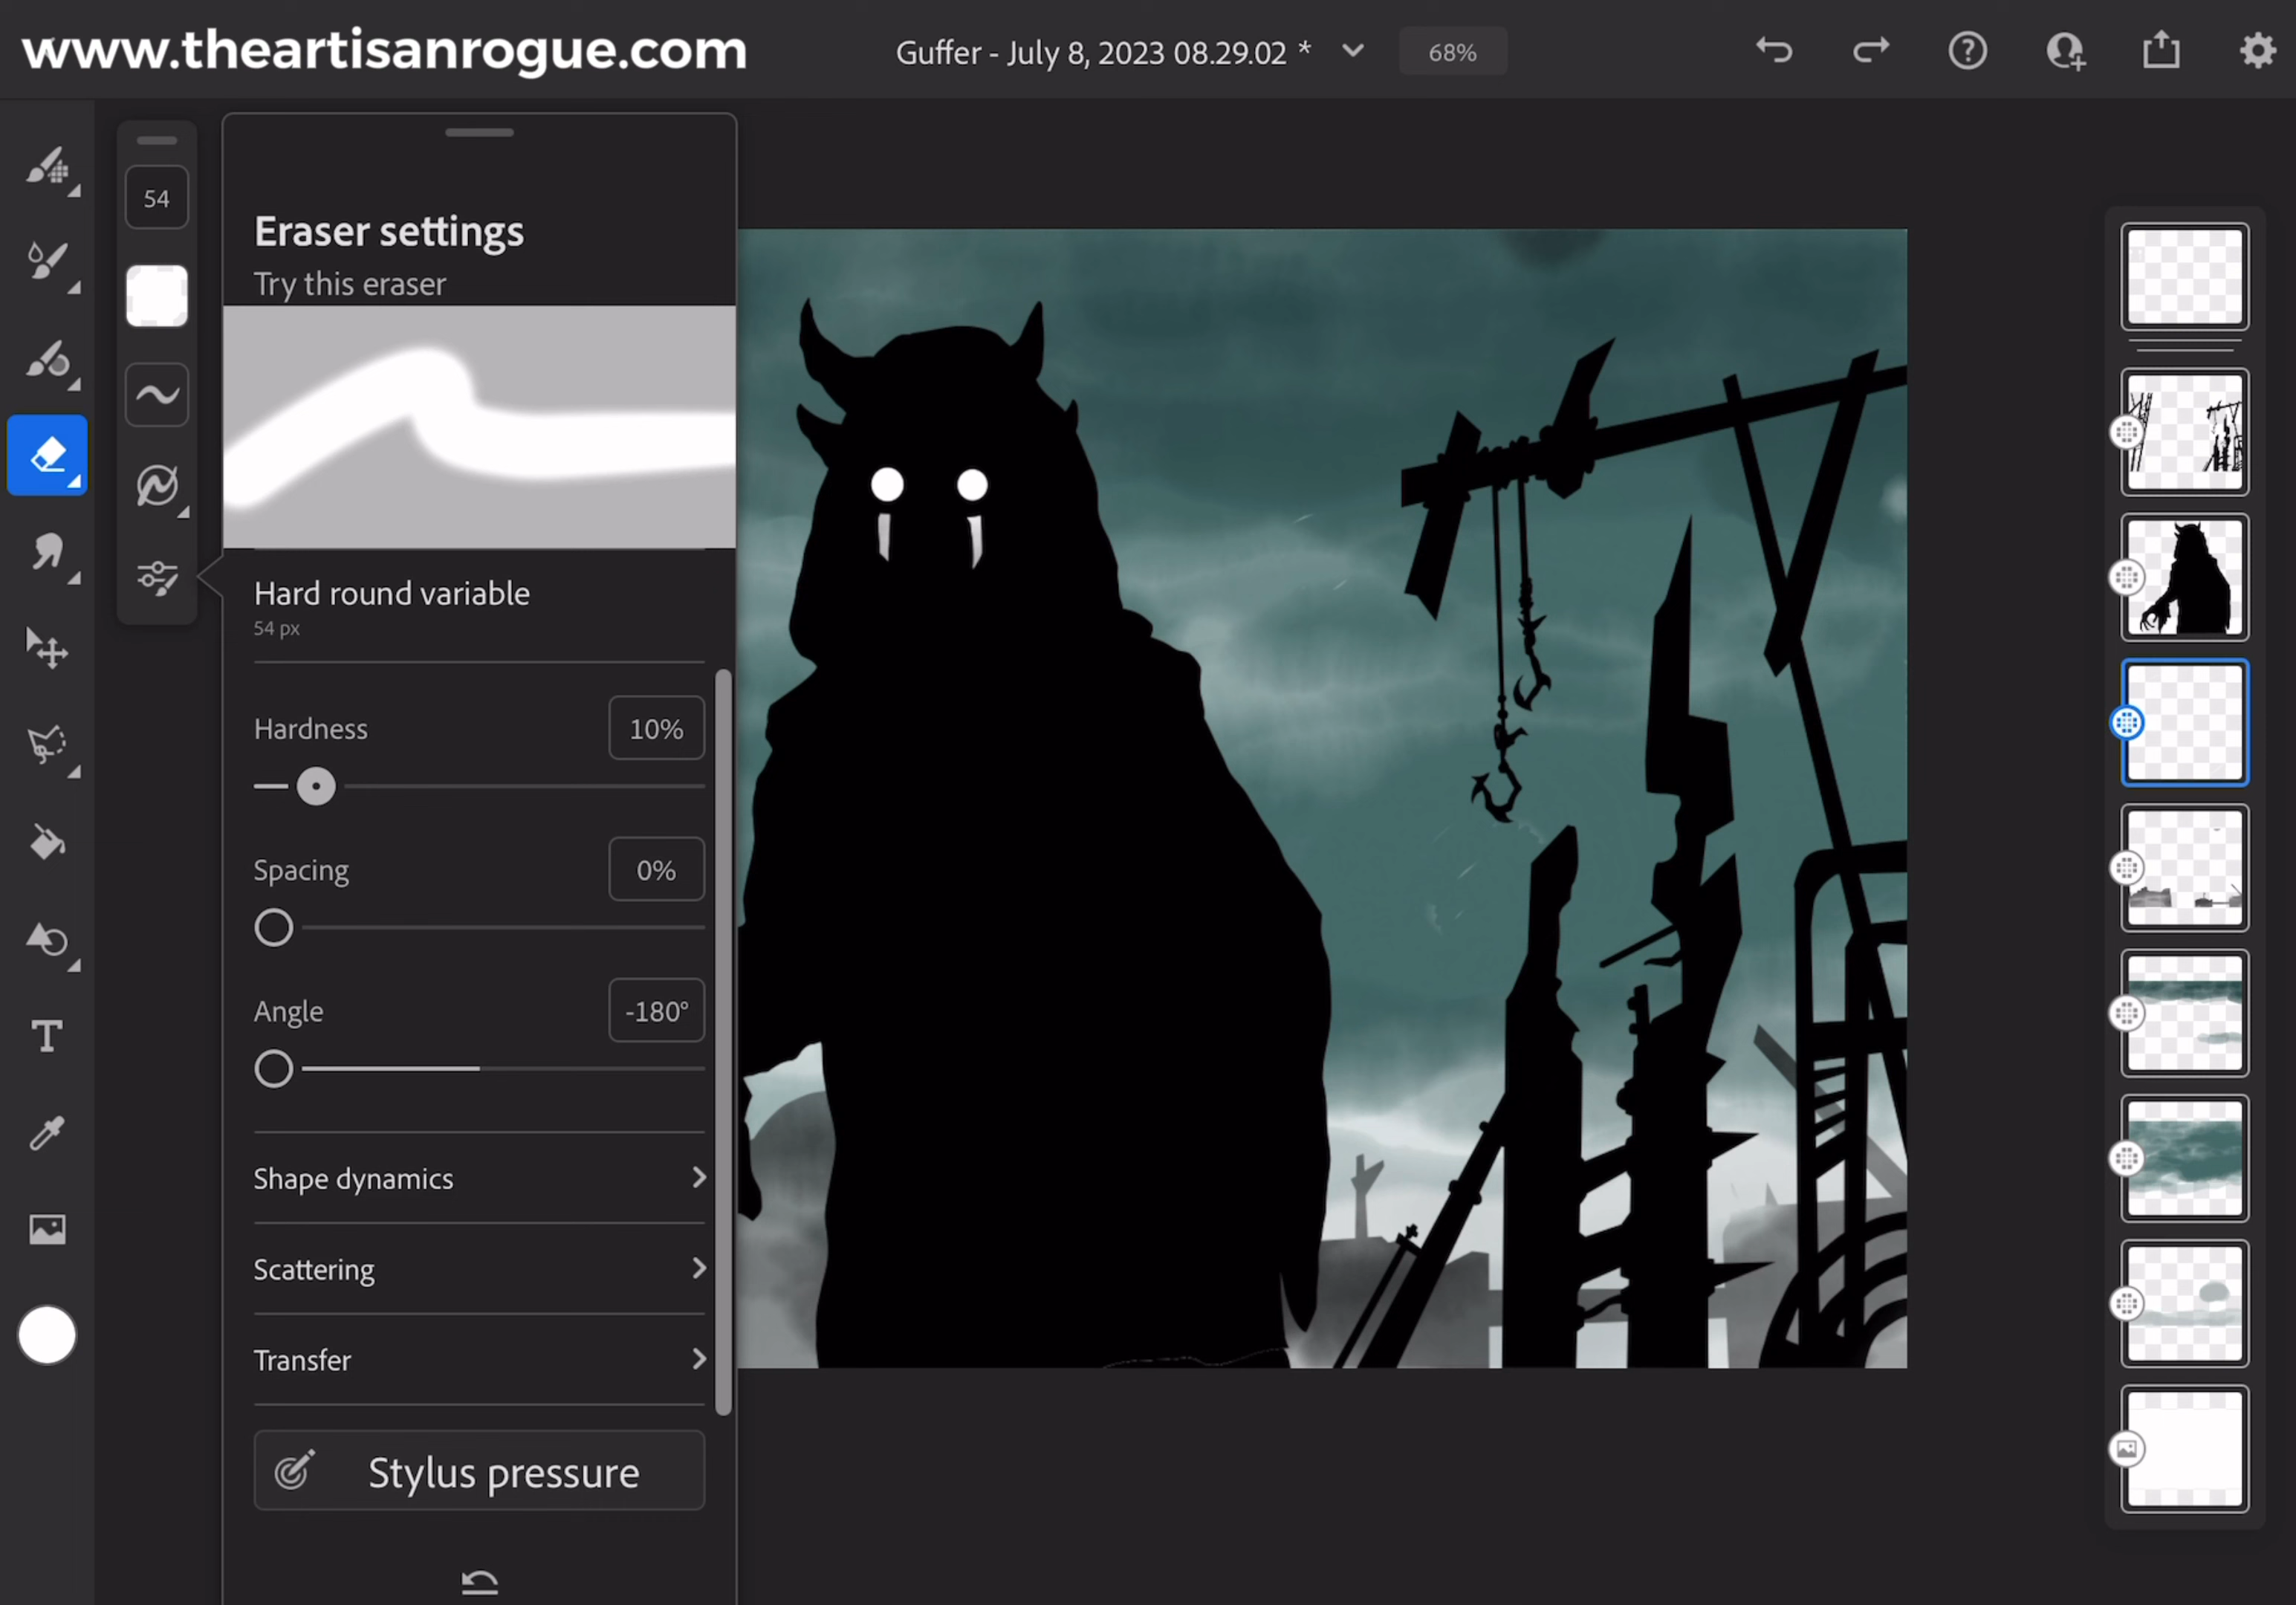 www.theartisanrogue.com
Guffer - July 8, 2023 08.29.02 *
68%
54
Eraser settings
Try this eraser
Hard round variable
54 px
Hardness
10%
Spacing
0%
Angle
-180°
Shape dynamics
Scattering
Transfer
Stylus pressure